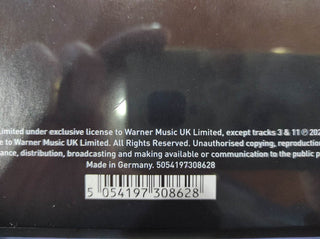 Limited under exclusive license to Warner Music UK Limited, except tracks 3 & 11 ℗
to Warner Music UK Limited. All Rights Reserved. Unauthorised copying, reproduction
distribution, broadcasting and making available or communication to the public
Made in Germany. 5054197308628
5 054197 308628